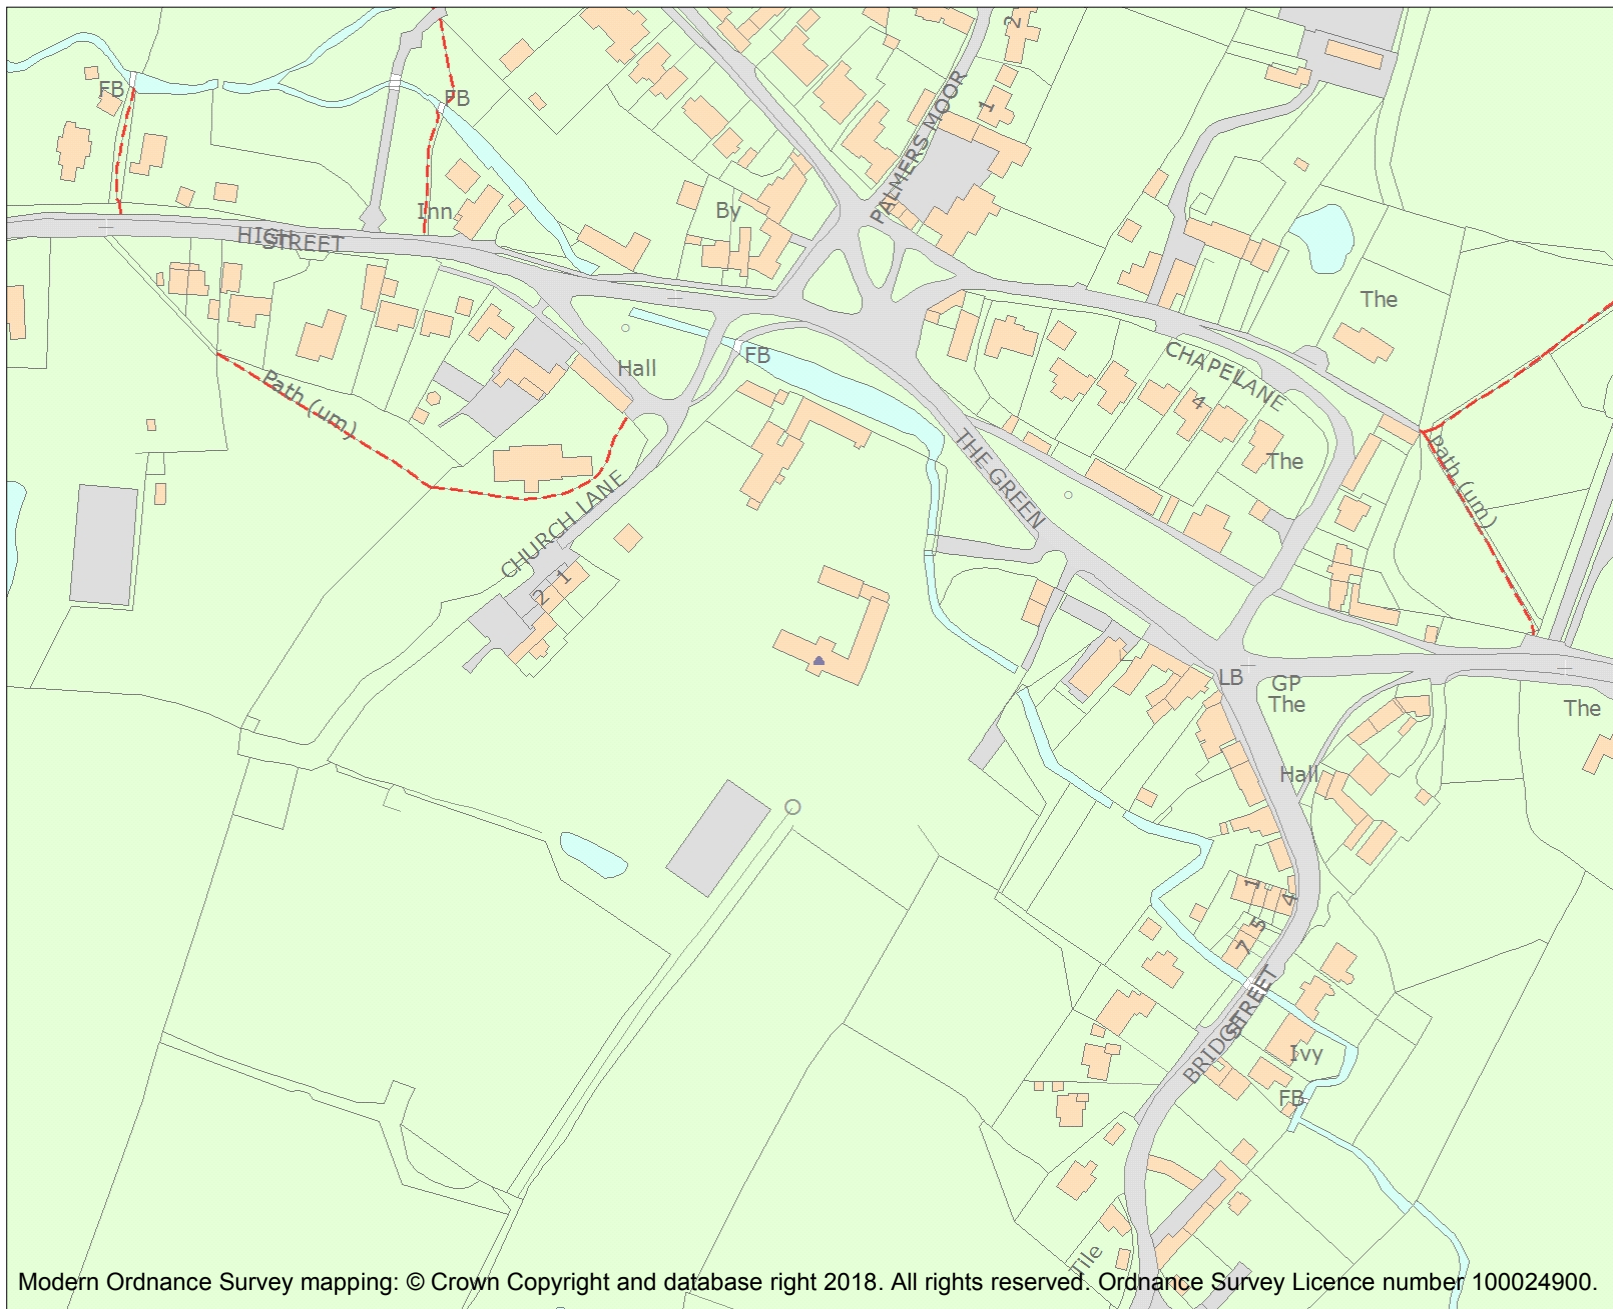 2
PALMERS MOOR
1
FB
FB
Inn
By
HIGH
STREET
The
Hall
FB
CHAPELANE
4
Path (um)
The
THE GREEN
Path (um)
CHURCH LANE
1
2
LB
GP
The
The
Hall
1
4
5
7
BRIDGE
STREET
Ivy
FB
Tile
Modern Ordnance Survey mapping: © Crown Copyright and database right 2018. All rights reserved. Ordnance Survey Licence number 100024900.